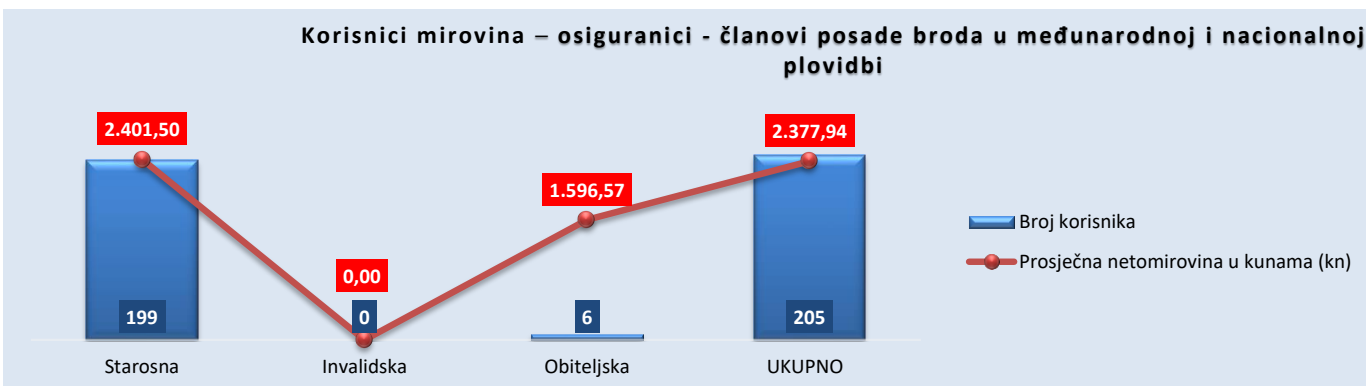 Korisnici mirovina – osiguranici - članovi posade broda u međunarodnoj i nacionalnoj
plovidbi
2.401,50
2.377,94
1.596,57
0,00
Broj korisnika
Prosječna netomirovina u kunama (kn)
199
0
6
205
Starosna
Invalidska
Obiteljska
UKUPNO